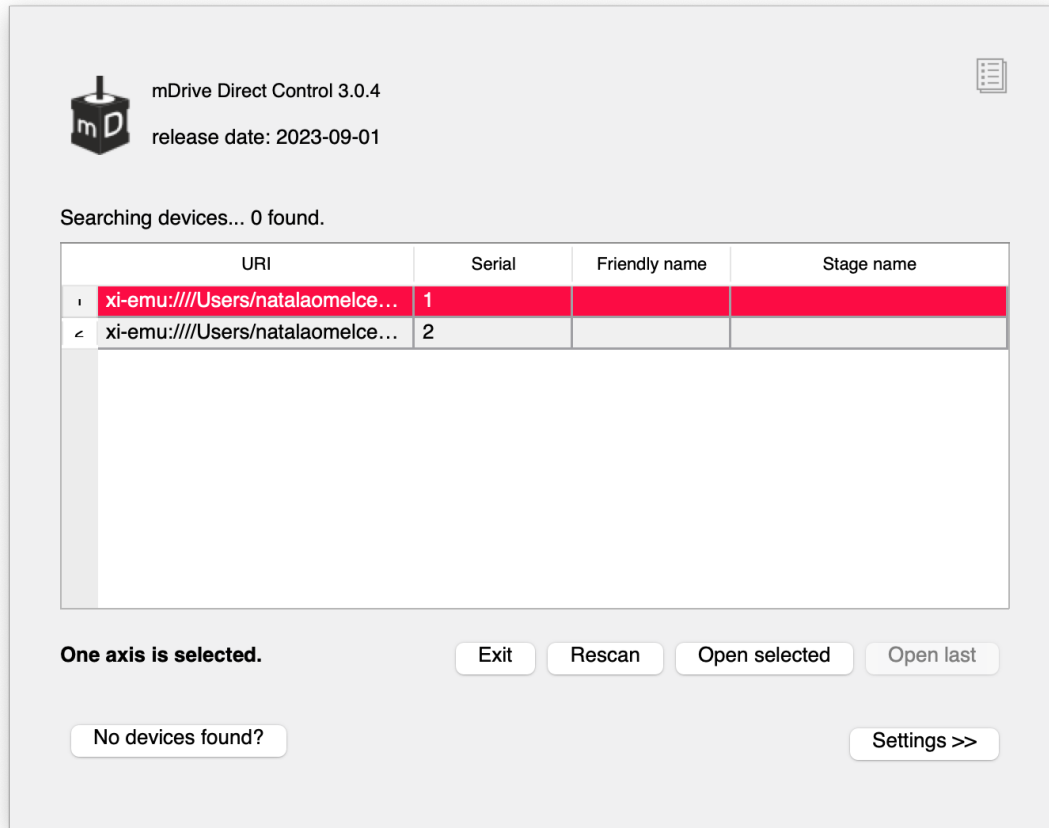 mD
mDrive Direct Control 3.0.4
release date: 2023-09-01
Searching devices... 0 found.
URI Serial Friendly name Stage name
xi-emu:////Users/natalaomelce... 1
2 xi-emu:////Users/natalaomelce... 2
One axis is selected. Exit Rescan Open selected Open last
No devices found? Settings >>